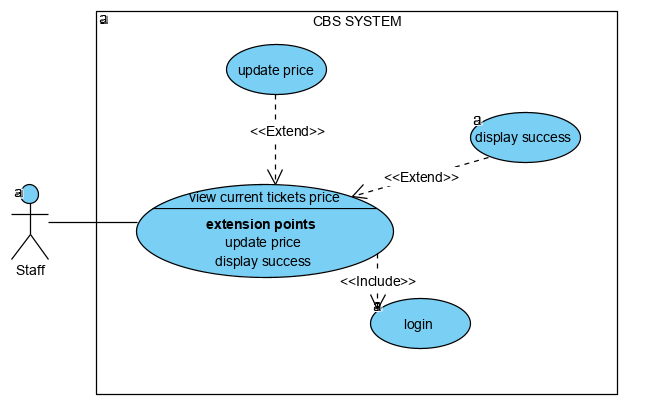 a
CBS SYSTEM
update price
<<Extend>>
a
display success
<<Extend>>
a
view current tickets price
extension points
update price
display success
Staff
<<Include>>
a
login